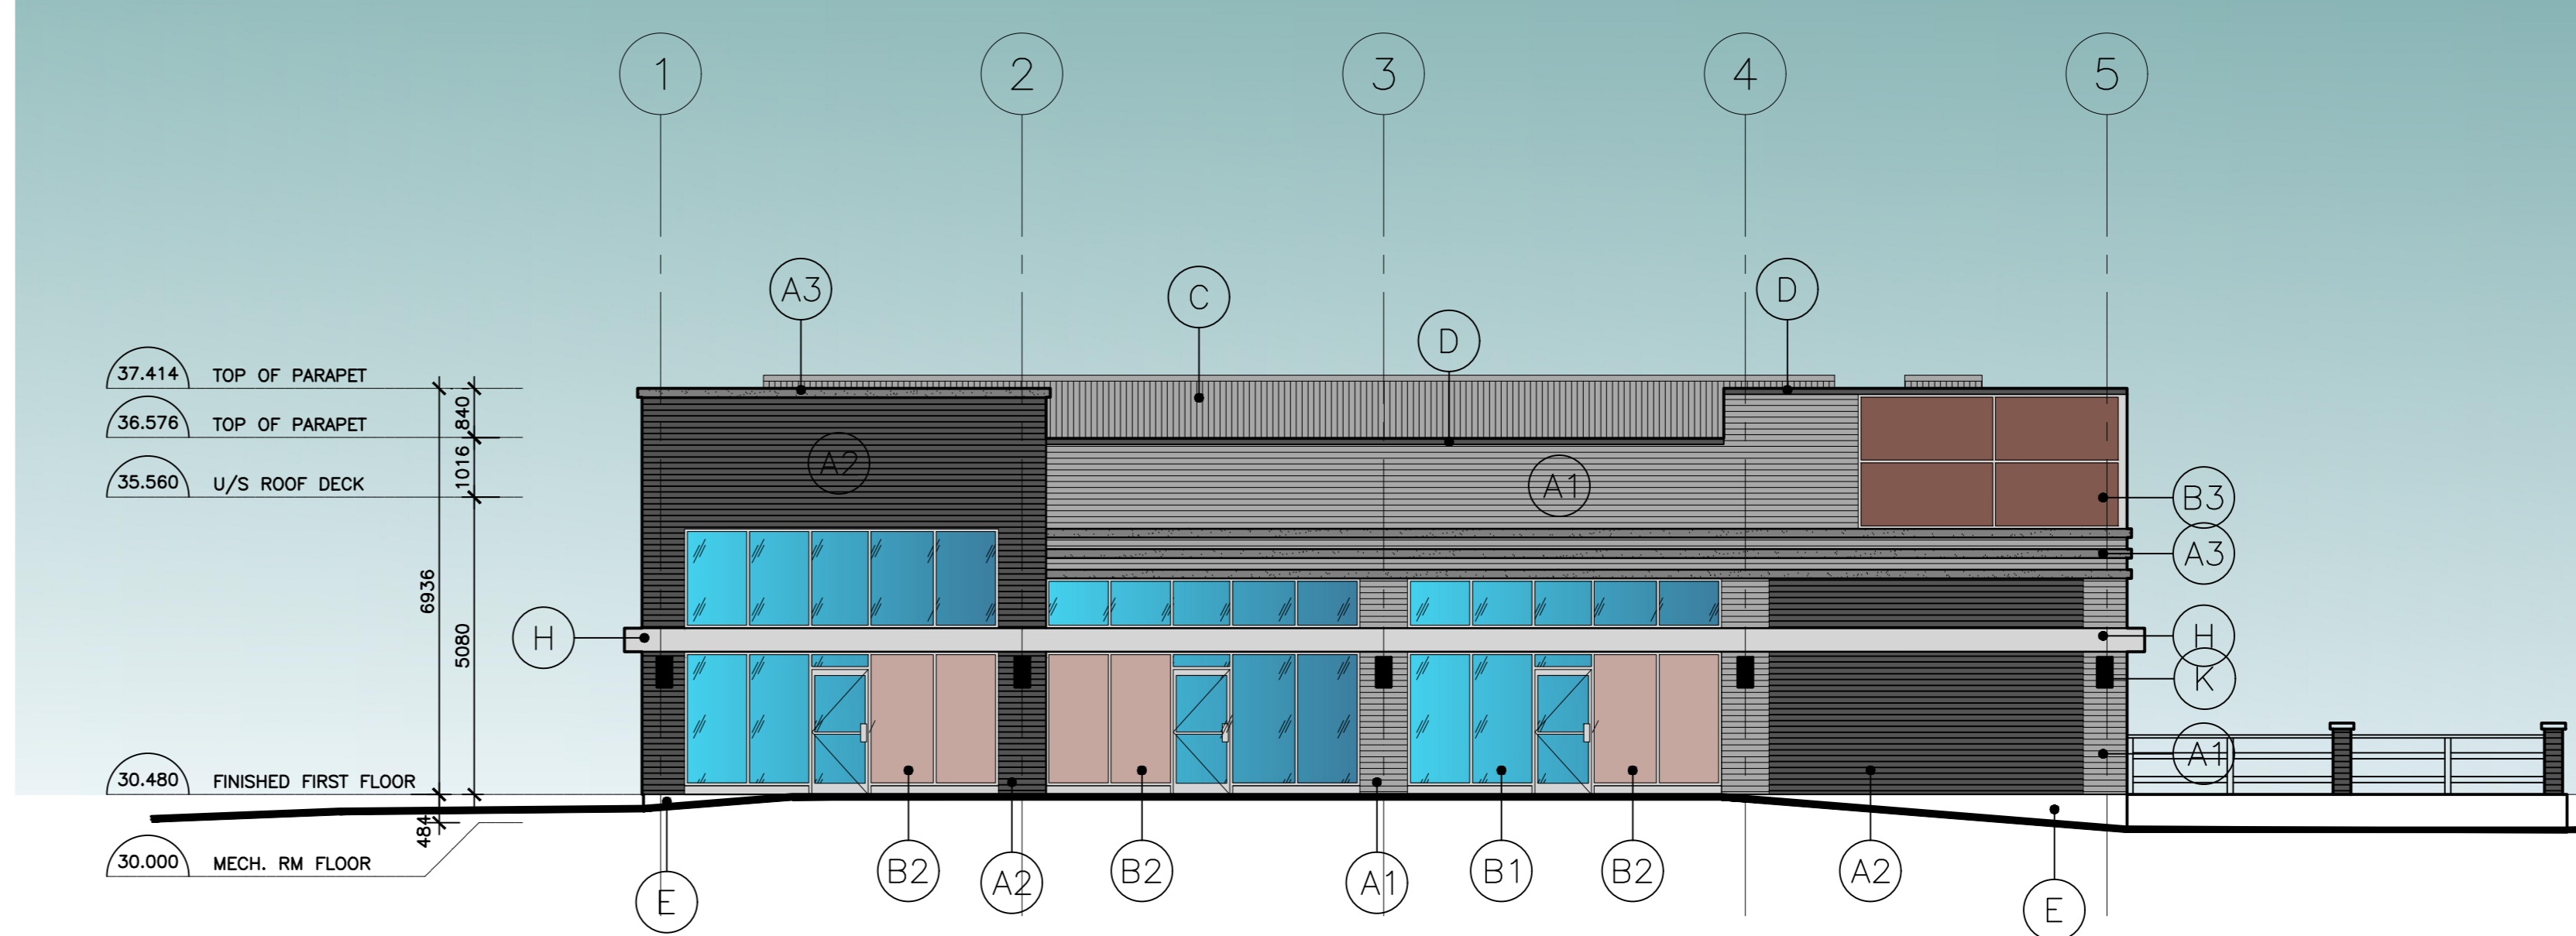 1 2 3 4 5
A3 C D D
37.414 TOP OF PARAPET
840
36.576 TOP OF PARAPET
1016
35.560 U/S ROOF DECK
A2 A1 B3
A3
6936
5080
H H
K
A1
30.480 FINISHED FIRST FLOOR
484
30.000 MECH. RM FLOOR
E B2 A2 B2 A1 B1 B2 A2 E